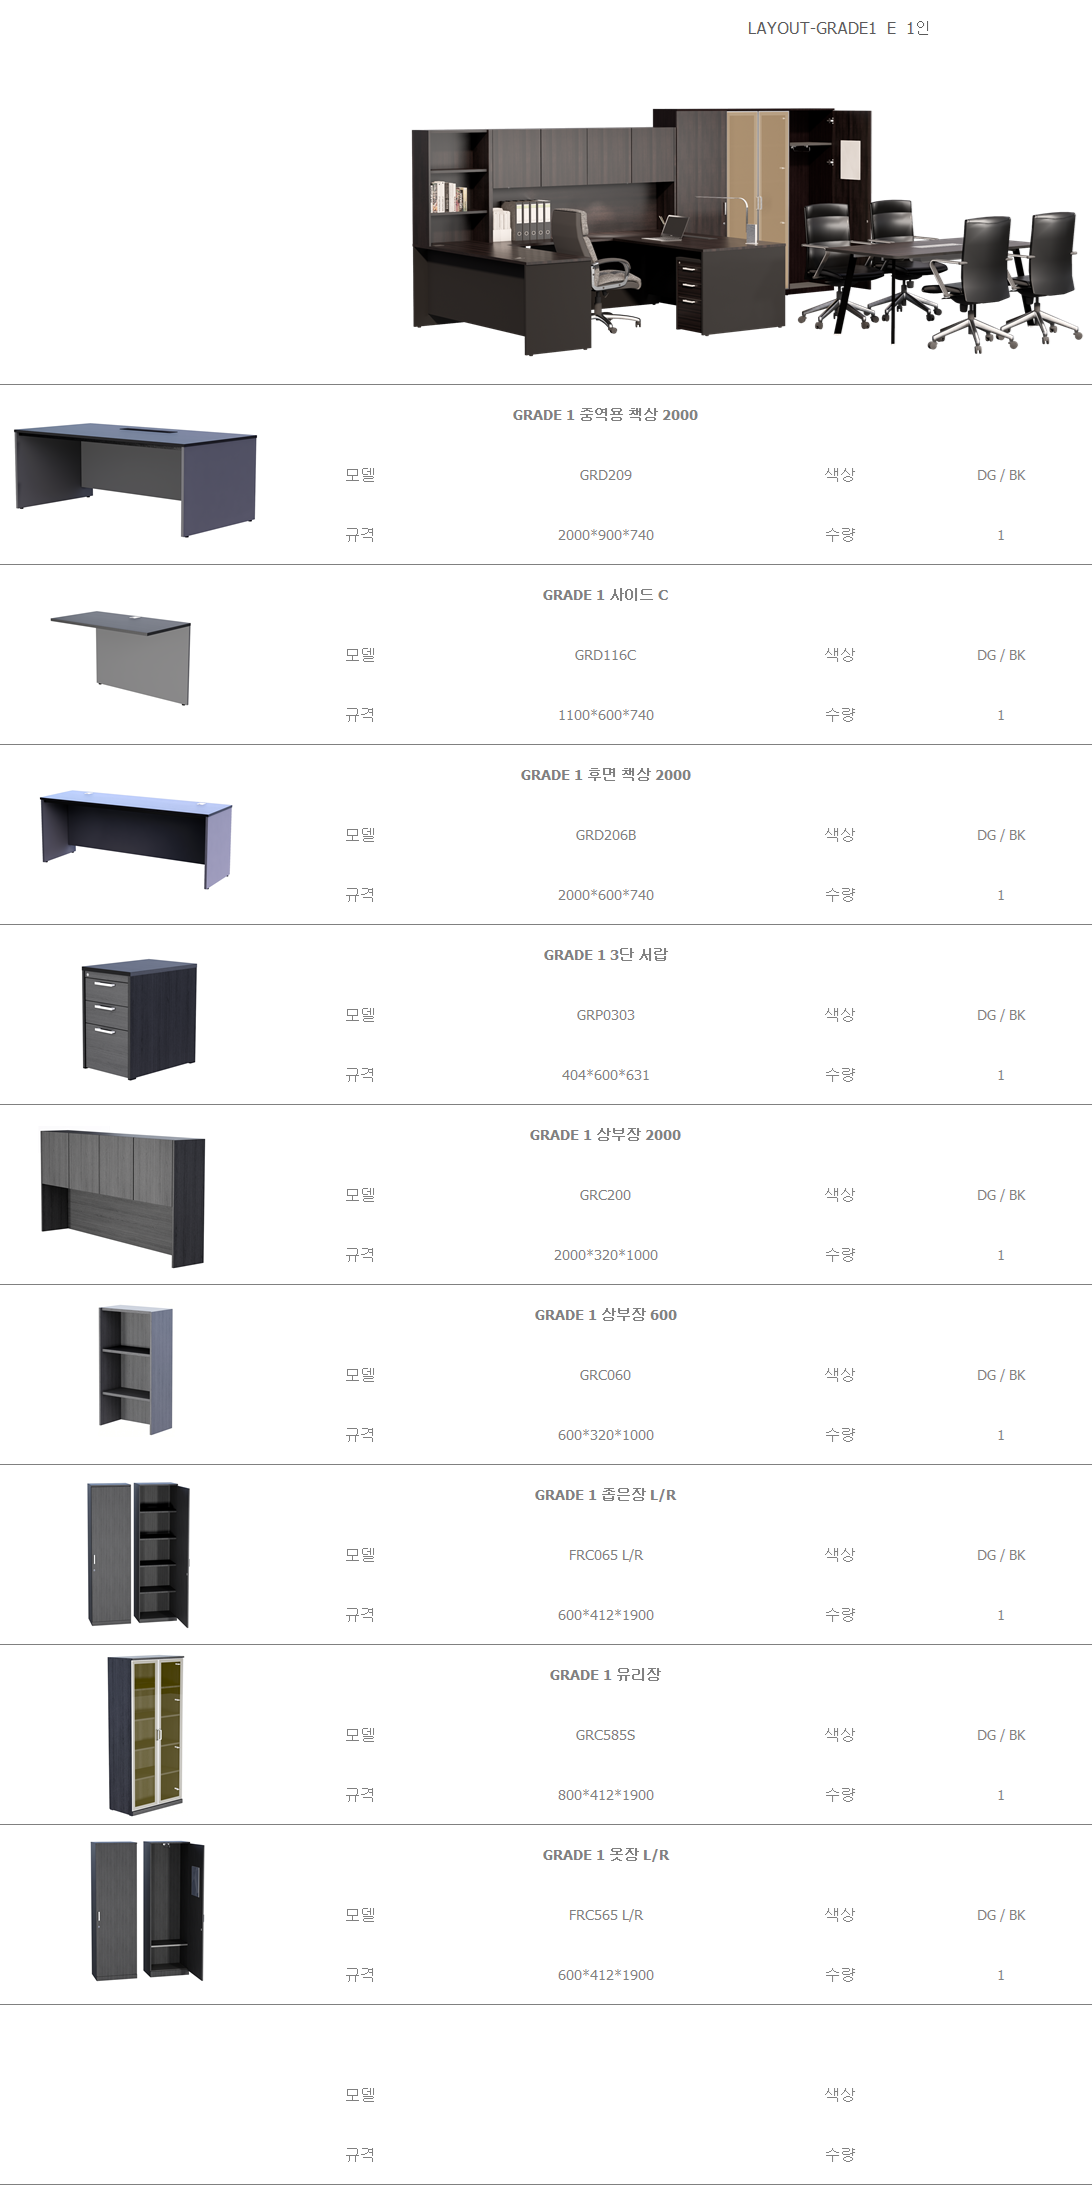 LAYOUT-GRADE1 E 1인
GRADE 1 중역용 책상 2000
모델 GRD209 색상 DG / BK
규격 2000*900*740 수량 1
GRADE 1 사이드 C
모델 GRD116C 색상 DG / BK
규격 1100*600*740 수량 1
GRADE 1 후면 책상 2000
모델 GRD206B 색상 DG / BK
규격 2000*600*740 수량 1
GRADE 1 3단 서랍
모델 GRP0303 색상 DG / BK
규격 404*600*631 수량 1
GRADE 1 상부장 2000
모델 GRC200 색상 DG / BK
규격 2000*320*1000 수량 1
GRADE 1 상부장 600
모델 GRC060 색상 DG / BK
규격 600*320*1000 수량 1
GRADE 1 좁은장 L/R
모델 FRC065 L/R 색상 DG / BK
규격 600*412*1900 수량 1
GRADE 1 유리장
모델 GRC585S 색상 DG / BK
규격 800*412*1900 수량 1
GRADE 1 옷장 L/R
모델 FRC565 L/R 색상 DG / BK
규격 600*412*1900 수량 1
모델 색상
규격 수량